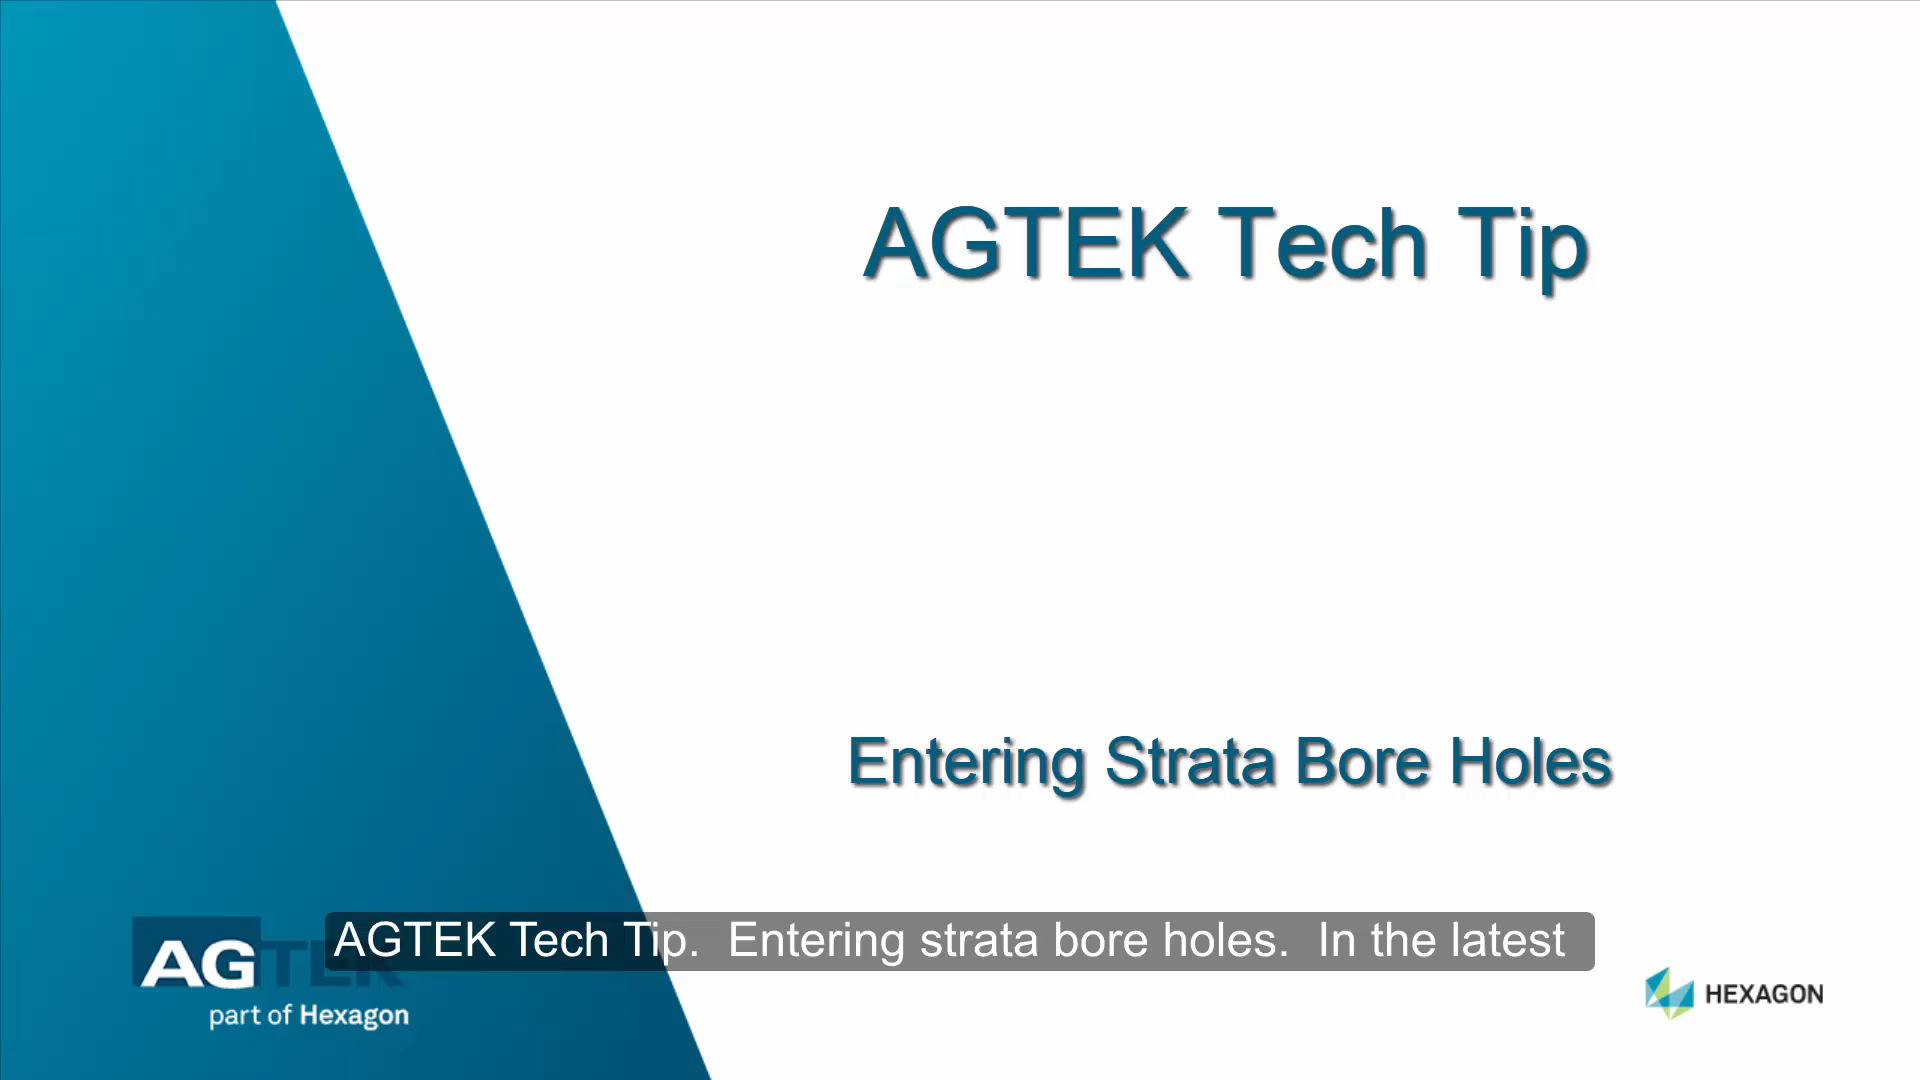 AGTEK Tech Tip
Entering Strata Bore Holes
AGTEK Tech Tip.  Entering strata bore holes.  In the latest
AGTEK
part of Hexagon
HEXAGON